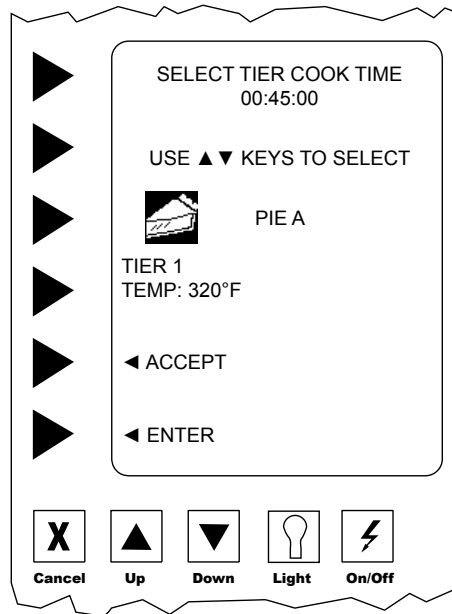 SELECT TIER COOK TIME
00:45:00
USE ▲▼ KEYS TO SELECT
PIE A
TIER 1
TEMP: 320°F
◄ ACCEPT
◄ ENTER
X
Cancel
Up
Down
Light
On/Off